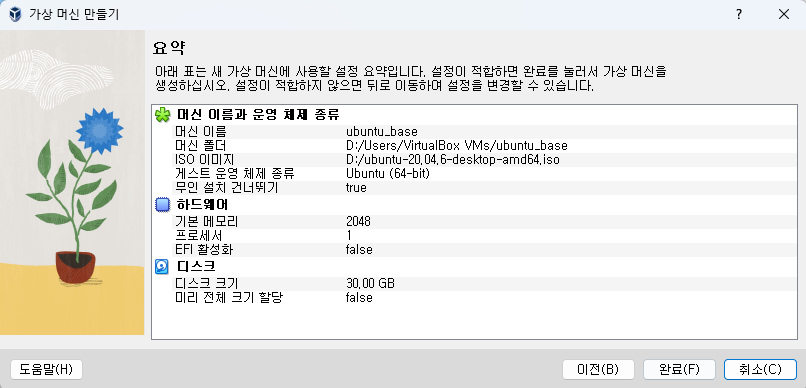 가상 머신 만들기
?
요약
아래 표는 새 가상 머신에 사용할 설정 요약입니다. 설정이 적합하면 완료를 눌러서 가상 머신을
생성하십시오. 설정이 적합하지 않으면 뒤로 이동하여 설정을 변경할 수 있습니다.
머신 이름과 운영 체제 종류
머신 이름 ubuntu_base
머신 폴더 D:/Users/VirtualBox VMs/ubuntu_base
ISO 이미지 D:/ubuntu-20.04.6-desktop-amd64.iso
게스트 운영 체제 종류 Ubuntu (64-bit)
무인 설치 건너뛰기 true
하드웨어
기본 메모리 2048
프로세서 1
EFI 활성화 false
디스크
디스크 크기 30.00 GB
미리 전체 크기 할당 false
도움말(H) 이전(B) 완료(F) 취소(C)